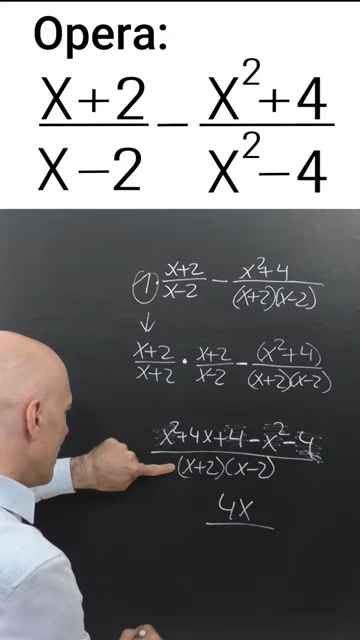 Opera:
x+2/x−2 − x²+4/x²−4
1 x+2/x−2 − x²+4/(x+2)(x−2)
↓
x+2/x+2 · x+2/x−2 − (x²+4)/(x+2)(x−2)
x²+4x+4−x²−4/(x+2)(x−2)
4x